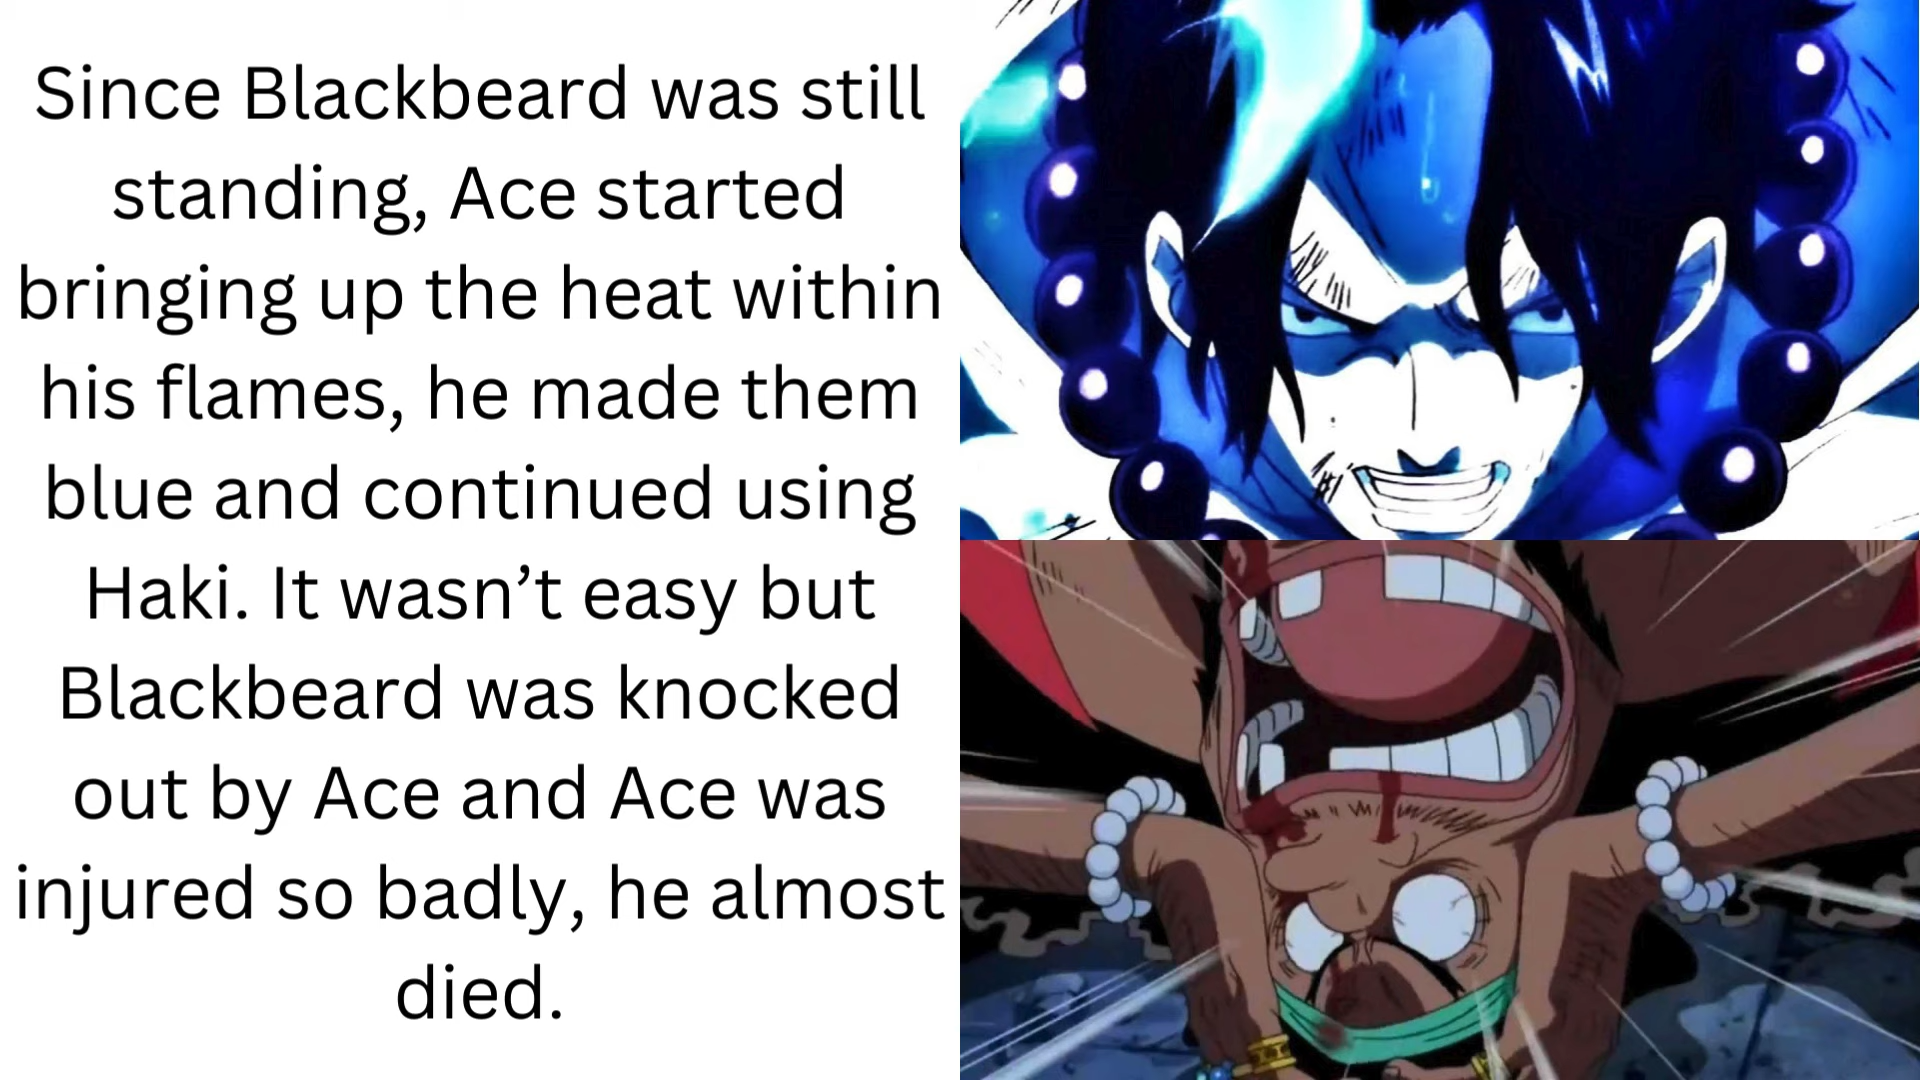 Since Blackbeard was still
standing, Ace started
bringing up the heat within
his flames, he made them
blue and continued using
Haki. It wasn’t easy but
Blackbeard was knocked
out by Ace and Ace was
injured so badly, he almost
died.